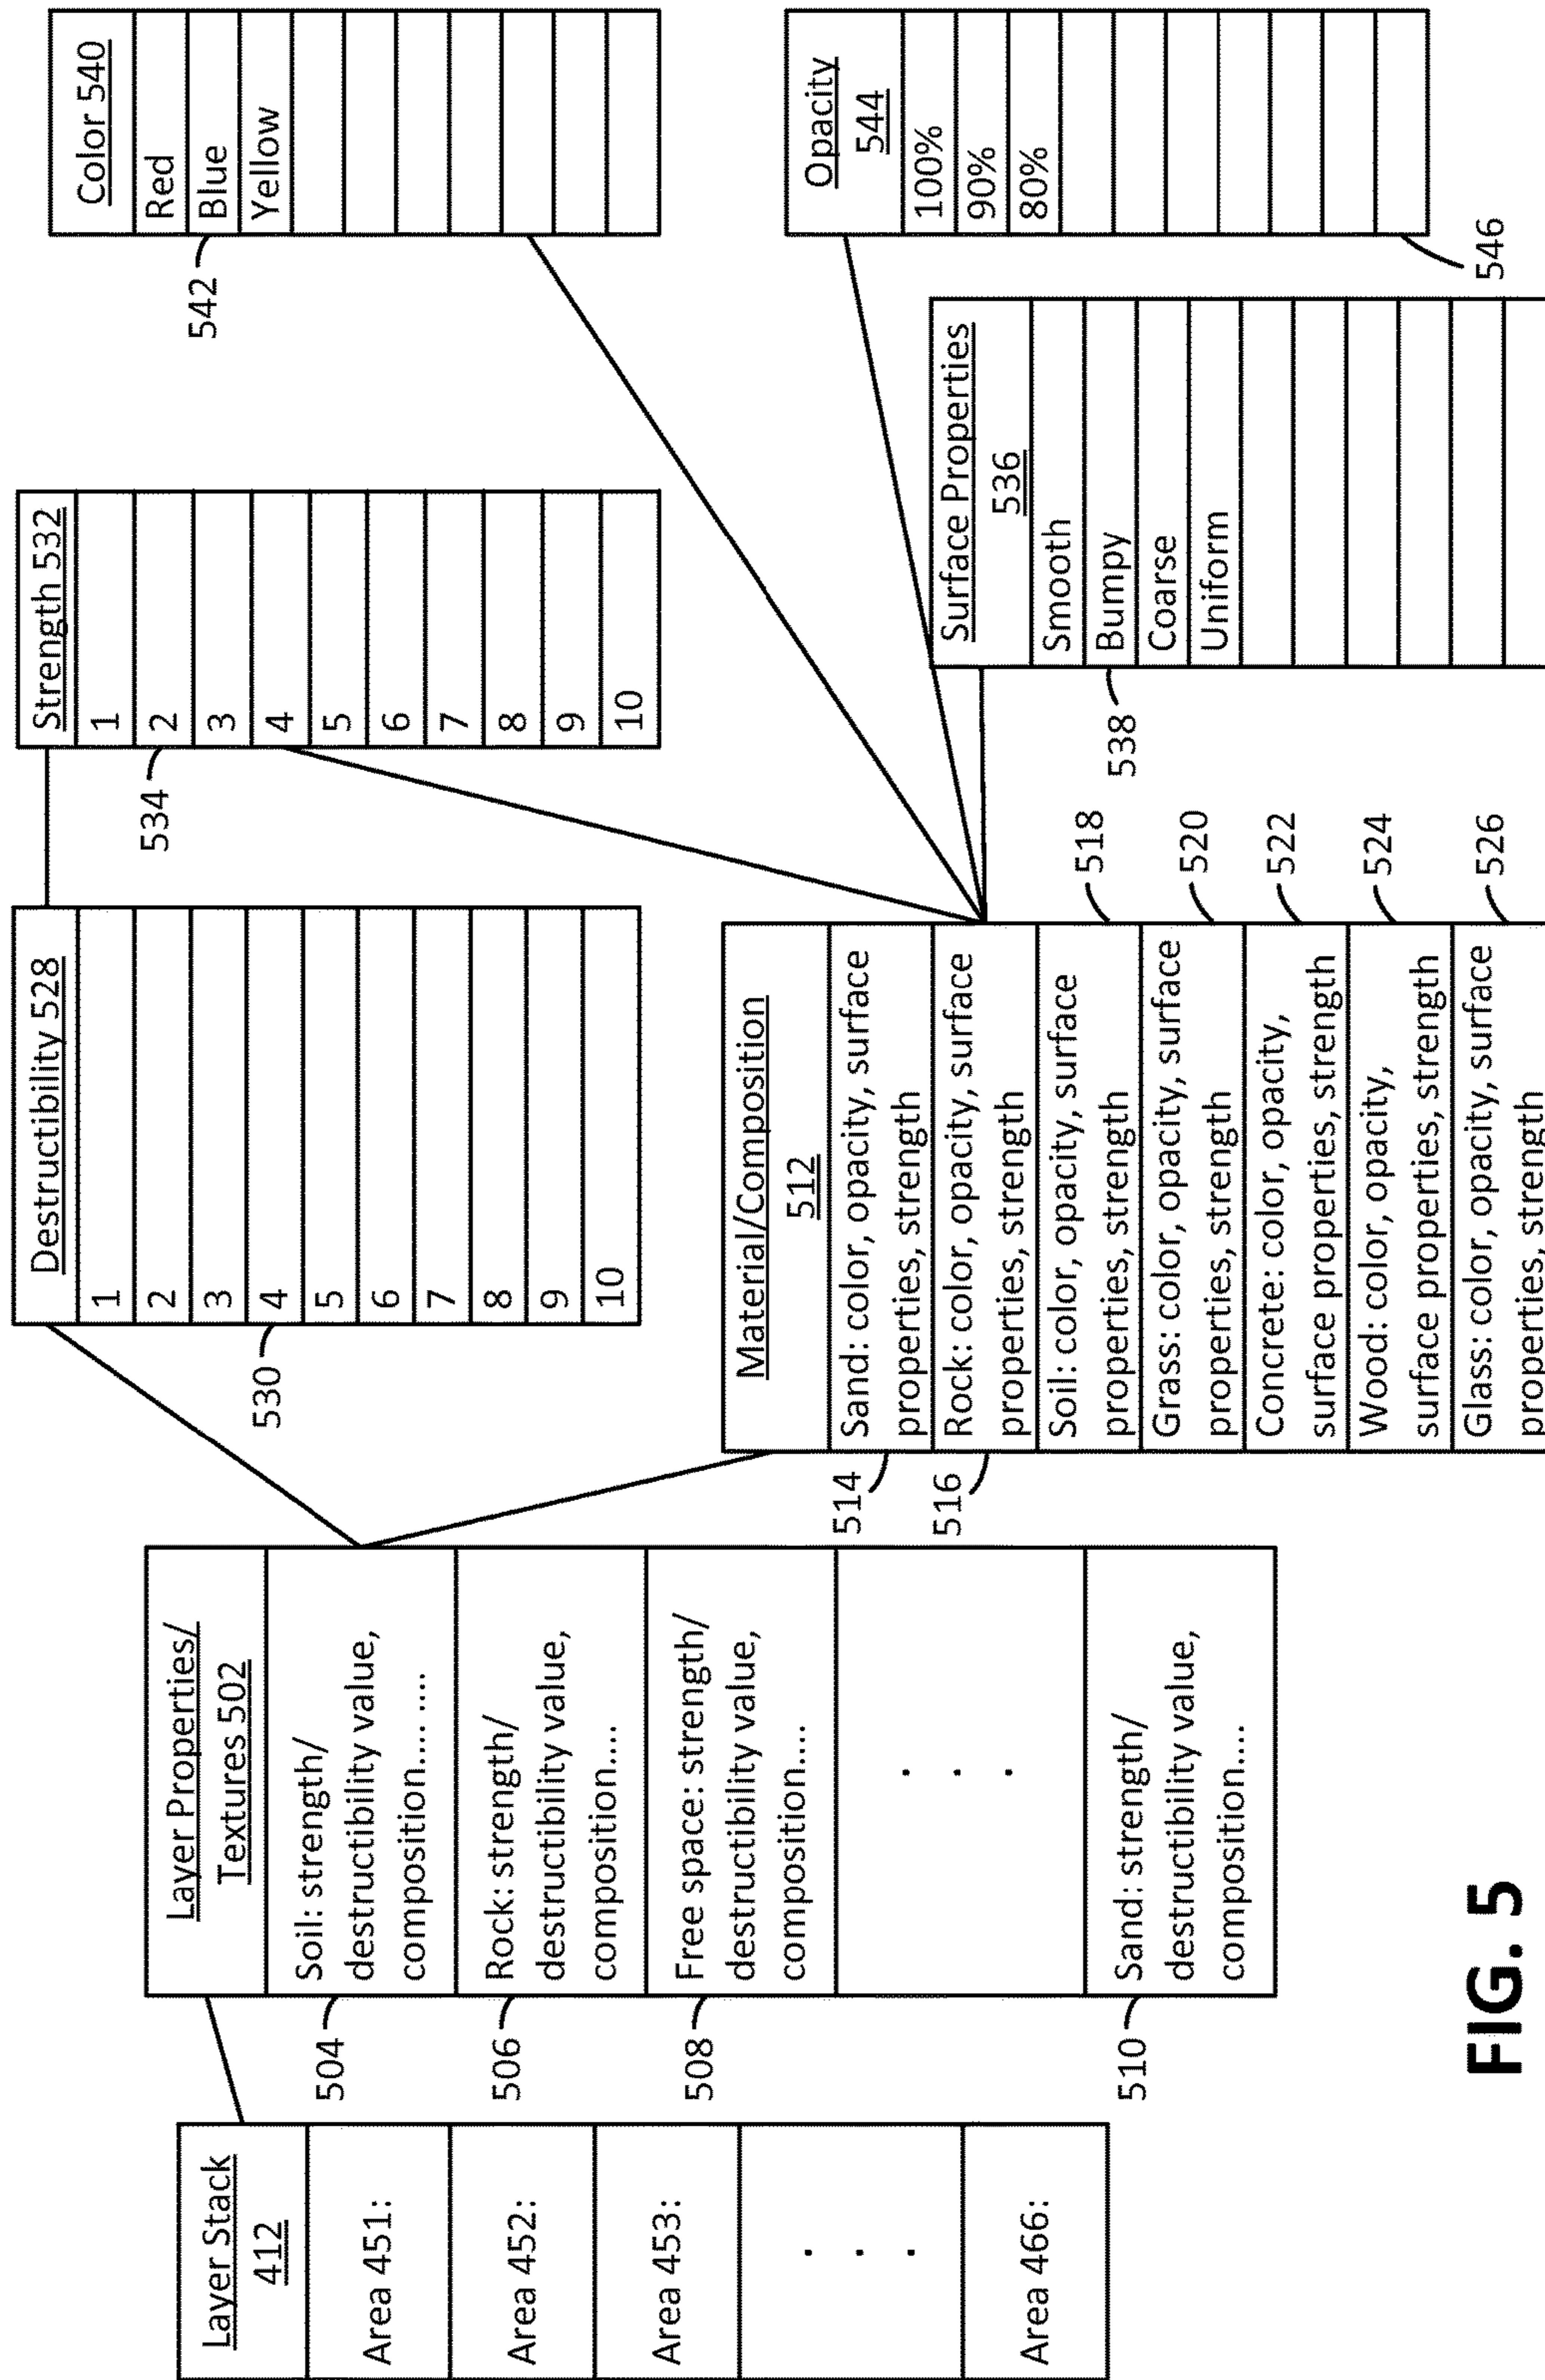 Layer Stack
412
Area 451:
Area 452:
Area 453:
. . .
Area 466:
Layer Properties/
Textures 502
Soil: strength/
destructibility value,
composition.... ....
Rock: strength/
destructibility value,
composition....
Free space: strength/
destructibility value,
composition....
. . .
Sand: strength/
destructibility value,
composition....
504
506
508
510
Destructibility 528
1
2
3
4
5
6
7
8
9
10
530
Material/Composition
512
Sand: color, opacity, surface
properties, strength
Rock: color, opacity, surface
properties, strength
Soil: color, opacity, surface
properties, strength
Grass: color, opacity, surface
properties, strength
Concrete: color, opacity,
surface properties, strength
Wood: color, opacity,
surface properties, strength
Glass: color, opacity, surface
properties, strength
514
516
518
520
522
524
526
Strength 532
1
2
3
4
5
6
7
8
9
10
534
Surface Properties
536
Smooth
Bumpy
Coarse
Uniform
538
Color 540
Red
Blue
Yellow
542
Opacity
544
100%
90%
80%
546
FIG. 5